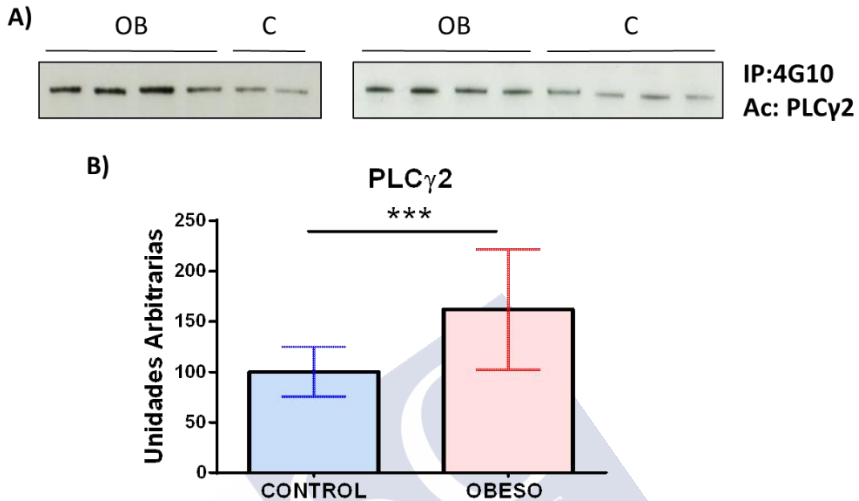 A)
OB C OB C
IP:4G10
Ac: PLCγ2
B)
PLCγ2
***
Unidades Arbitrarias
250
200
150
100
50
0
CONTROL OBESO